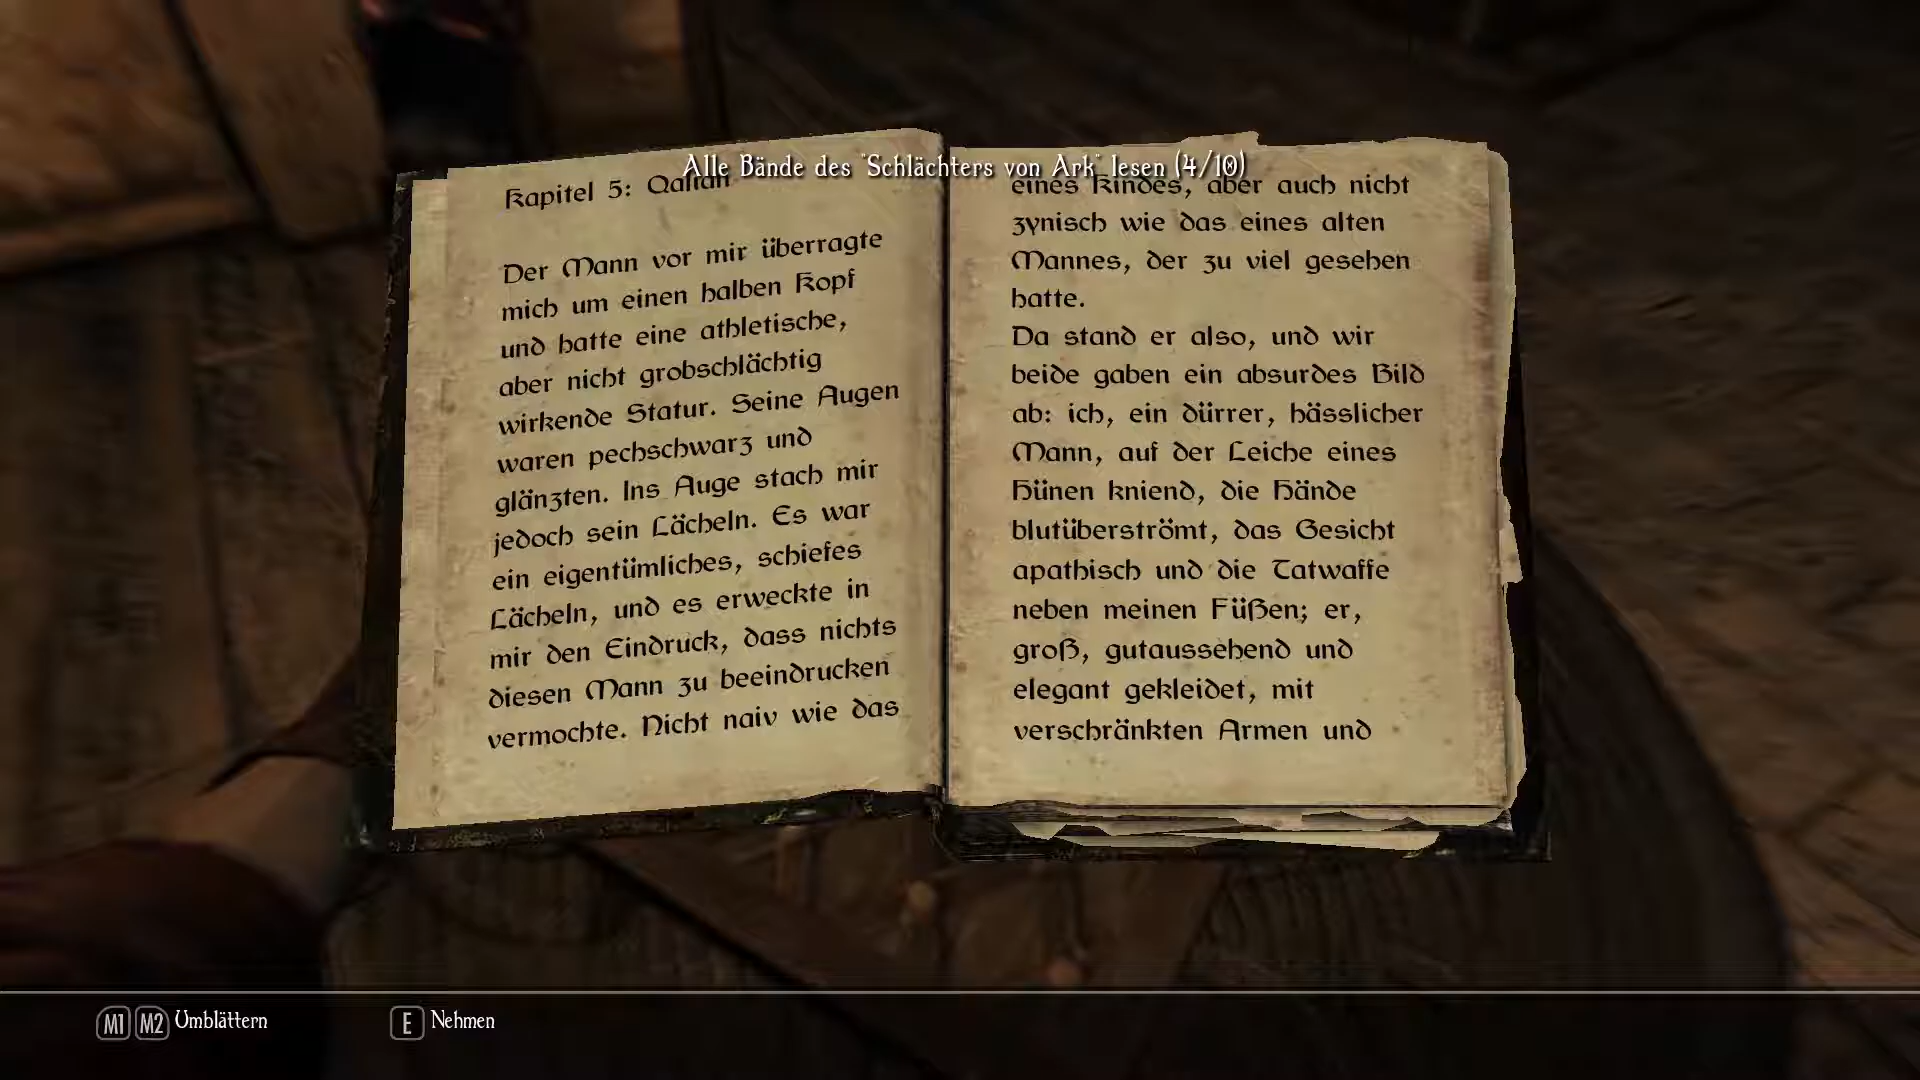 Alle Bände des "Schlächters von Ark" lesen (4/10)
Kapitel 5: Qalian
Der Mann vor mir überragte
mich um einen halben Kopf
und hatte eine athletische,
aber nicht grobschlächtig
wirkende Statur. Seine Augen
waren pechschwarz und
glänzten. Ins Auge stach mir
jedoch sein Lächeln. Es war
ein eigentümliches, schiefes
Lächeln, und es erweckte in
mir den Eindruck, dass nichts
diesen Mann zu beeindrucken
vermochte. Nicht naiv wie das
eines Kindes, aber auch nicht
zynisch wie das eines alten
Mannes, der zu viel gesehen
hatte.
Da stand er also, und wir
beide gaben ein absurdes Bild
ab: ich, ein dürrer, hässlicher
Mann, auf der Leiche eines
Hünen kniend, die Hände
blutüberströmt, das Gesicht
apathisch und die Tatwaffe
neben meinen Füßen; er,
groß, gutaussehend und
elegant gekleidet, mit
verschränkten Armen und
M1 M2 Umblättern
E Nehmen